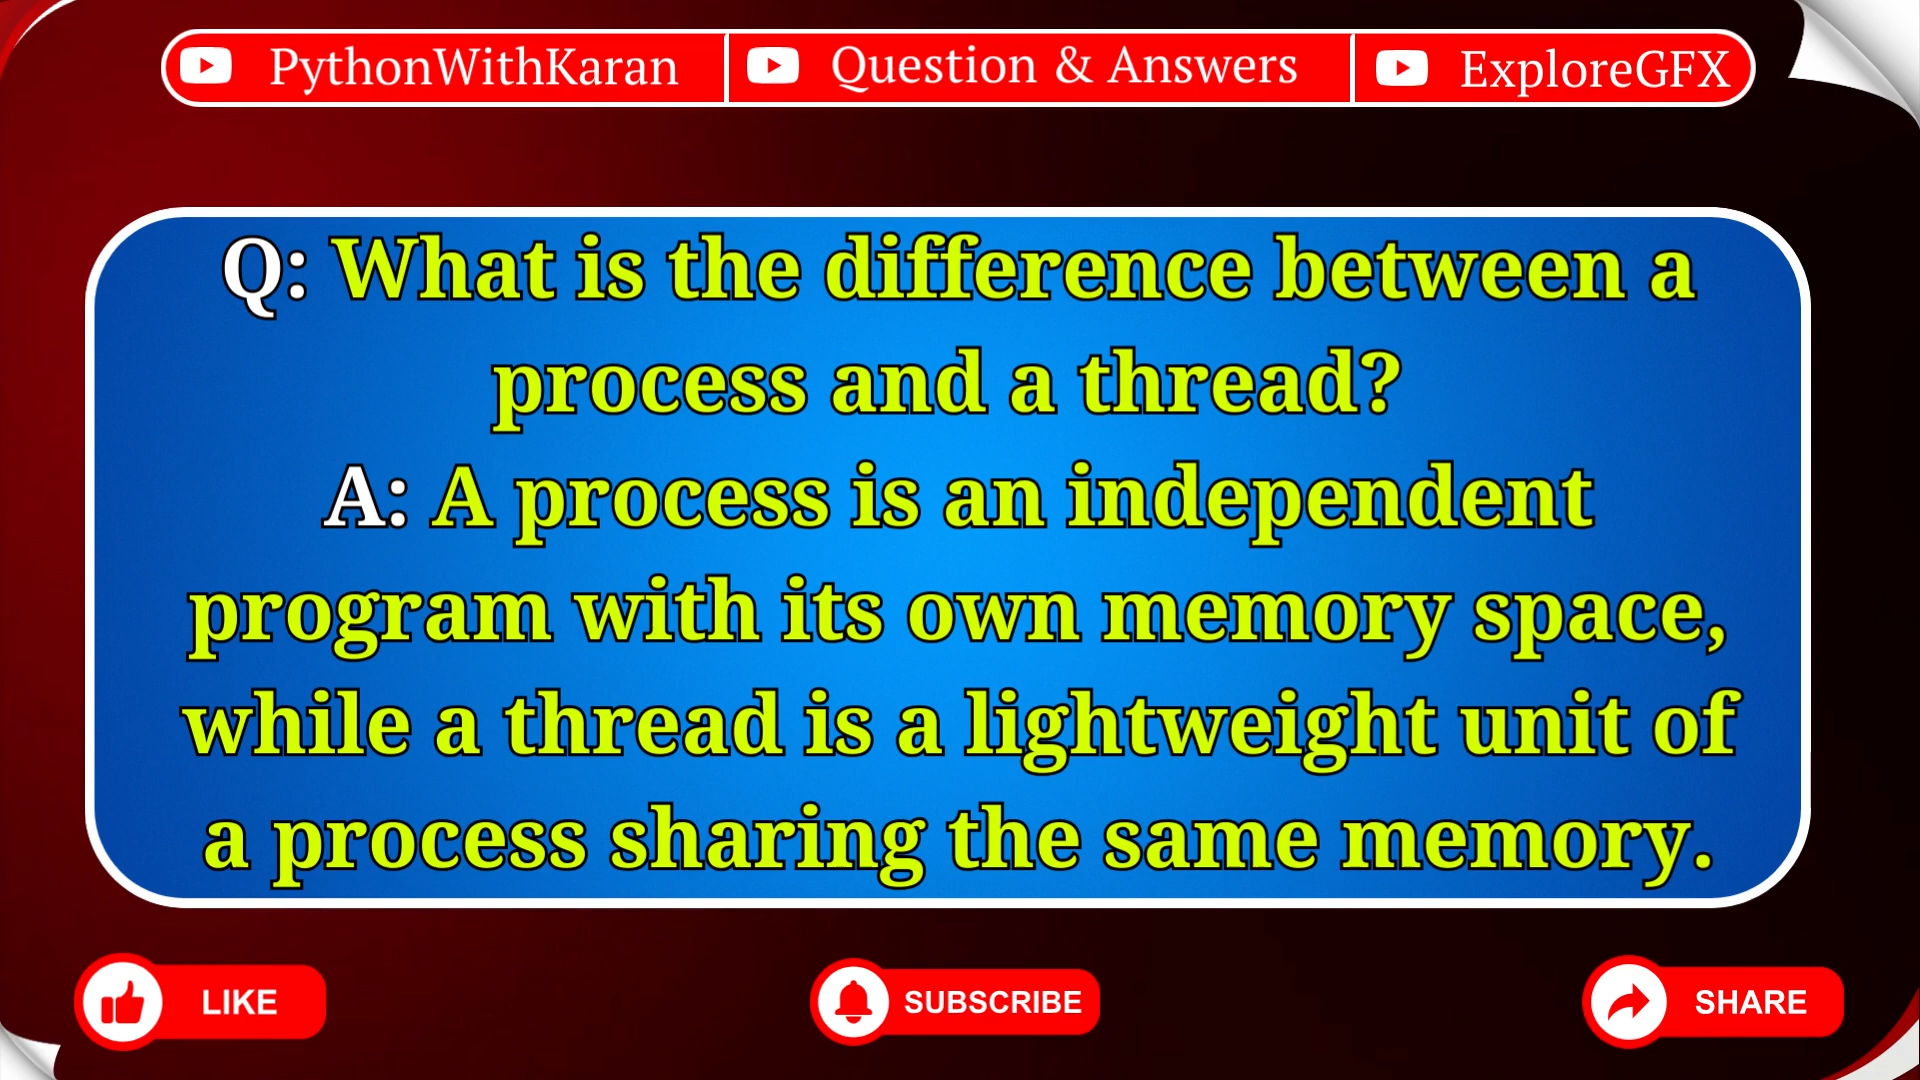 PythonWithKaran
Question & Answers
ExploreGFX
Q: What is the difference between a
process and a thread?
A: A process is an independent
program with its own memory space,
while a thread is a lightweight unit of
a process sharing the same memory.
LIKE
SUBSCRIBE
SHARE